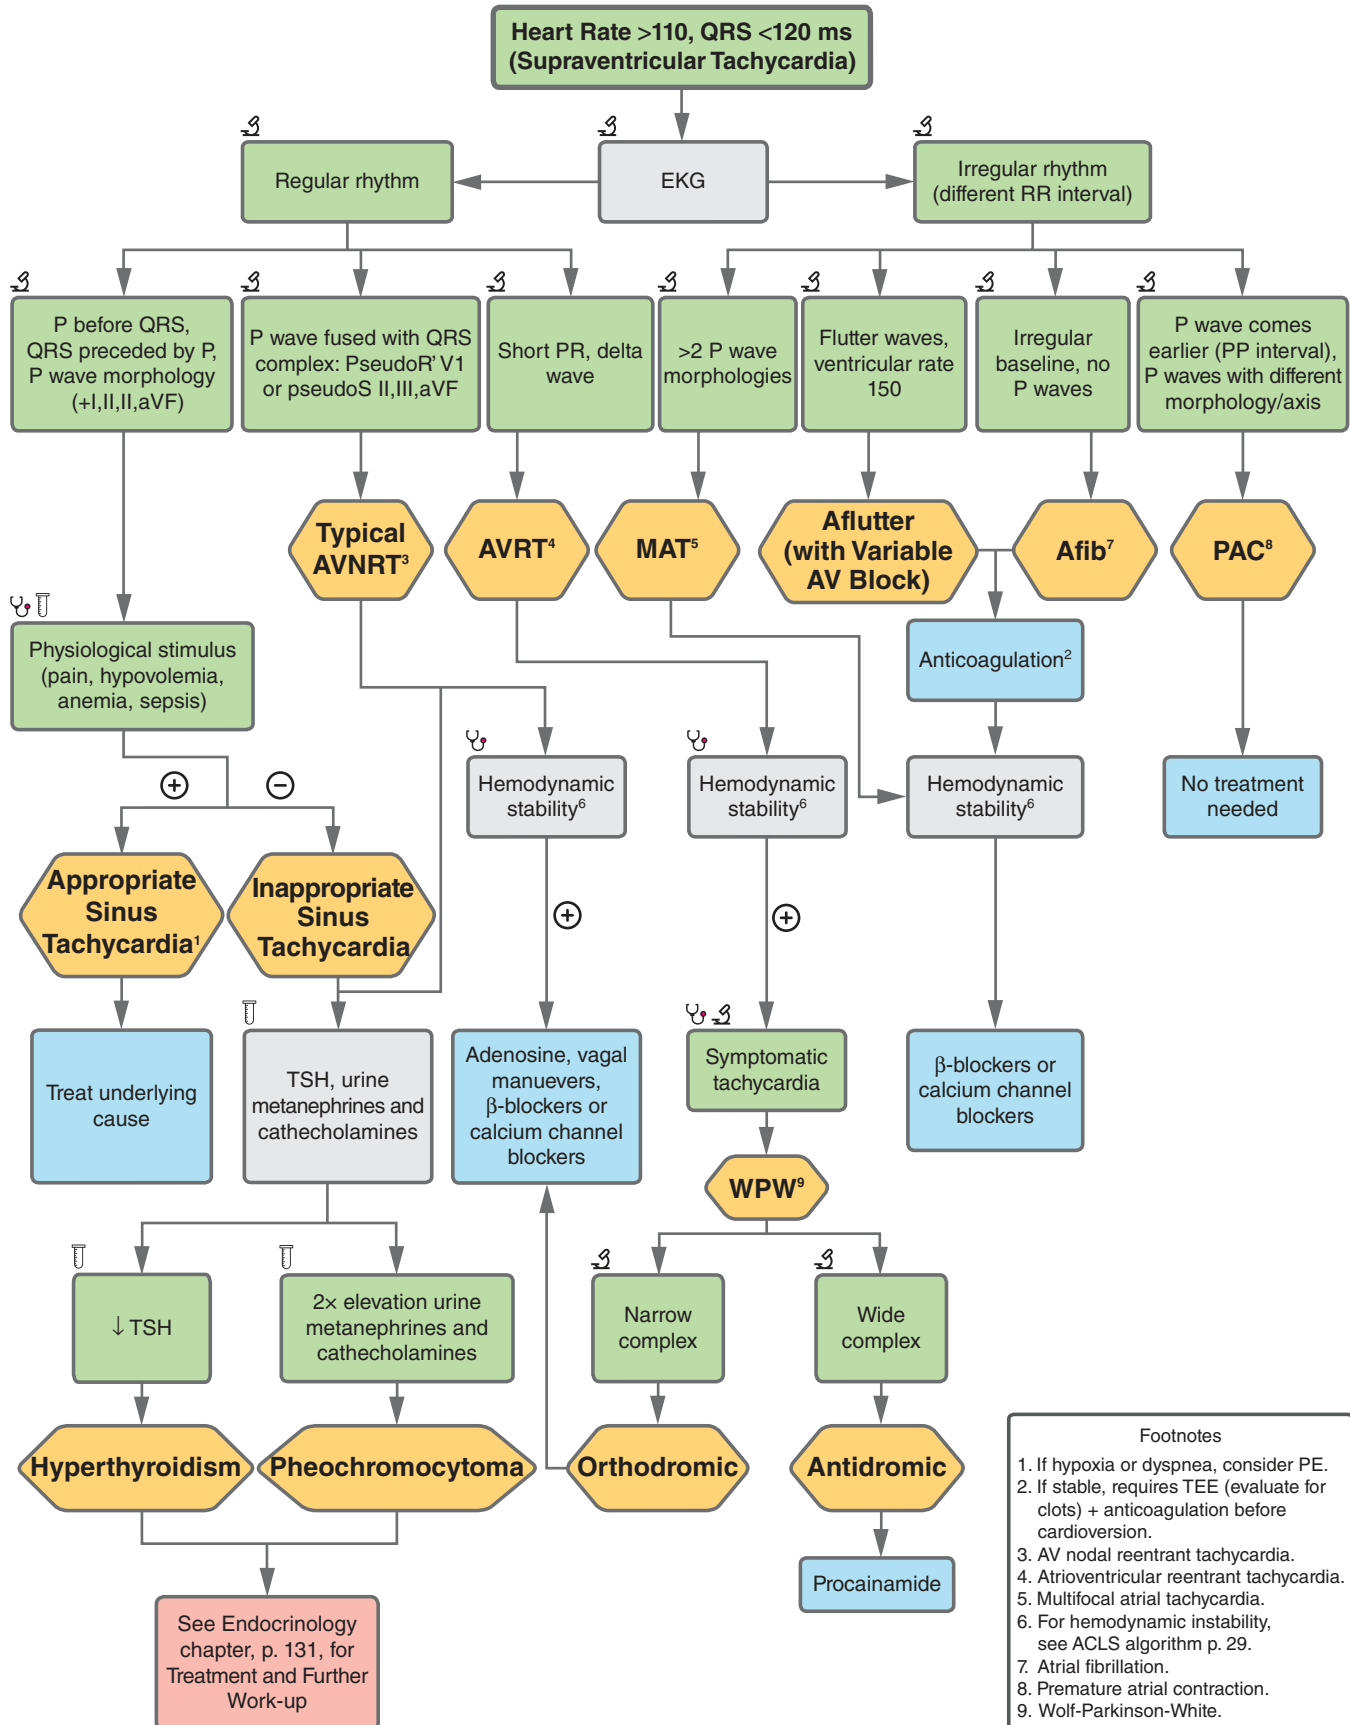 Heart Rate >110, QRS <120 ms
(Supraventricular Tachycardia)
Regular rhythm
EKG
Irregular rhythm
(different RR interval)
P before QRS,
QRS preceded by P,
P wave morphology
(+I,II,II,aVF)
P wave fused with QRS
complex: PseudoR' V1
or pseudoS II,III,aVF
Short PR, delta
wave
>2 P wave
morphologies
Flutter waves,
ventricular rate
150
Irregular
baseline, no
P waves
P wave comes
earlier (PP interval),
P waves with different
morphology/axis
Typical
AVNRT³
AVRT⁴
MAT⁵
Aflutter
(with Variable
AV Block)
Afib⁷
PAC⁸
Physiological stimulus
(pain, hypovolemia,
anemia, sepsis)
Anticoagulation²
+
−
Hemodynamic
stability⁶
Hemodynamic
stability⁶
Hemodynamic
stability⁶
No treatment
needed
Appropriate
Sinus
Tachycardia¹
Inappropriate
Sinus
Tachycardia
+
+
Treat underlying
cause
TSH, urine
metanephrines and
cathecholamines
Adenosine, vagal
manuevers,
β-blockers or
calcium channel
blockers
Symptomatic
tachycardia
β-blockers or
calcium channel
blockers
WPW⁹
↓ TSH
2× elevation urine
metanephrines and
cathecholamines
Narrow
complex
Wide
complex
Hyperthyroidism
Pheochromocytoma
Orthodromic
Antidromic
Procainamide
See Endocrinology
chapter, p. 131, for
Treatment and Further
Work-up
Footnotes
1. If hypoxia or dyspnea, consider PE.
2. If stable, requires TEE (evaluate for
clots) + anticoagulation before
cardioversion.
3. AV nodal reentrant tachycardia.
4. Atrioventricular reentrant tachycardia.
5. Multifocal atrial tachycardia.
6. For hemodynamic instability,
see ACLS algorithm p. 29.
7. Atrial fibrillation.
8. Premature atrial contraction.
9. Wolf-Parkinson-White.